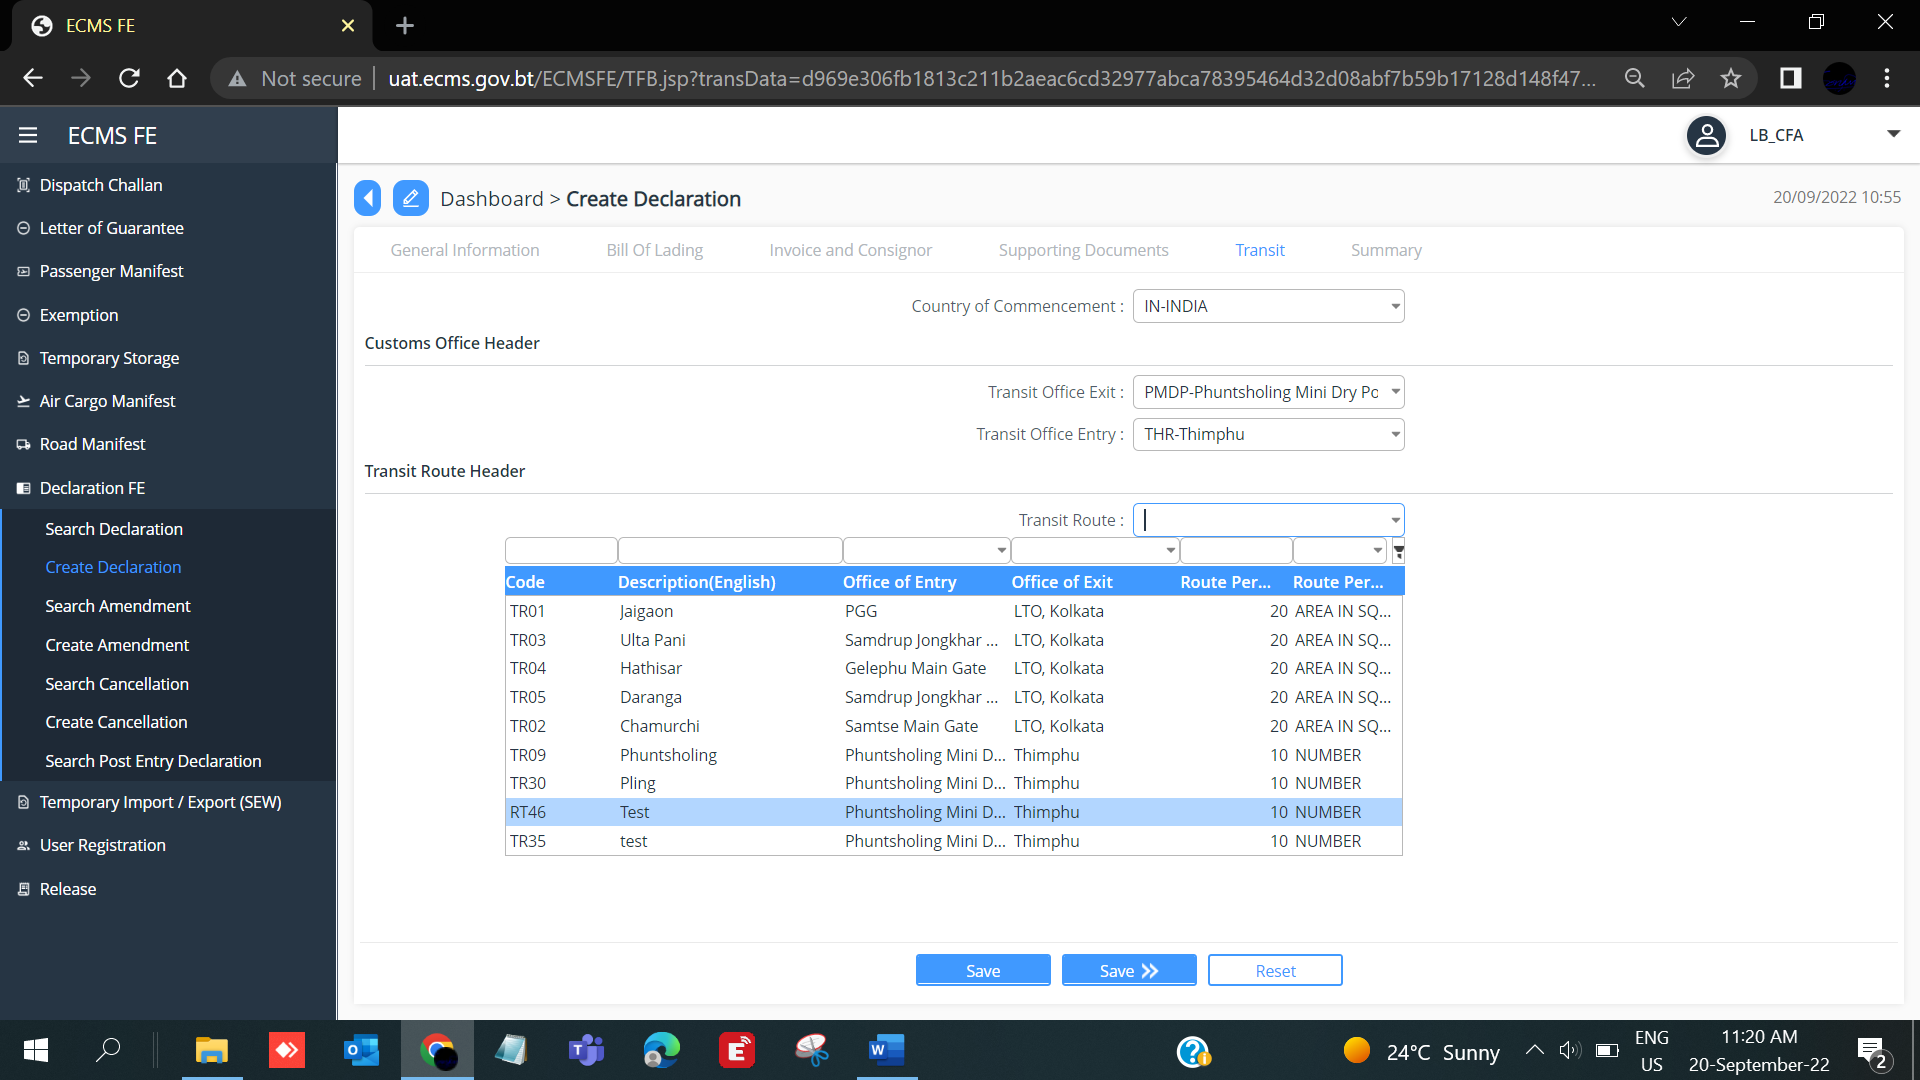 ECMS FE
Not secure
uat.ecms.gov.bt/ECMSFE/TFB.jsp?transData=d969e306fb1813c211b2aeac6cd32977abca78395464d32d08abf7b59b17128d148f47...
ECMS FE
LB_CFA
Dispatch Challan
Letter of Guarantee
Passenger Manifest
Exemption
Temporary Storage
Air Cargo Manifest
Road Manifest
Declaration FE
Search Declaration
Create Declaration
Search Amendment
Create Amendment
Search Cancellation
Create Cancellation
Search Post Entry Declaration
Temporary Import / Export (SEW)
User Registration
Release
Dashboard > Create Declaration
20/09/2022 10:55
General Information Bill Of Lading Invoice and Consignor Supporting Documents Transit Summary
Country of Commencement : IN-INDIA
Customs Office Header
Transit Office Exit : PMDP-Phuntsholing Mini Dry Po
Transit Office Entry : THR-Thimphu
Transit Route Header
Transit Route :
Code Description(English) Office of Entry Office of Exit Route Per... Route Per...
TR01 Jaigaon PGG LTO, Kolkata 20 AREA IN SQ...
TR03 Ulta Pani Samdrup Jongkhar ... LTO, Kolkata 20 AREA IN SQ...
TR04 Hathisar Gelephu Main Gate LTO, Kolkata 20 AREA IN SQ...
TR05 Daranga Samdrup Jongkhar ... LTO, Kolkata 20 AREA IN SQ...
TR02 Chamurchi Samtse Main Gate LTO, Kolkata 20 AREA IN SQ...
TR09 Phuntsholing Phuntsholing Mini D... Thimphu 10 NUMBER
TR30 Pling Phuntsholing Mini D... Thimphu 10 NUMBER
RT46 Test Phuntsholing Mini D... Thimphu 10 NUMBER
TR35 test Phuntsholing Mini D... Thimphu 10 NUMBER
Save Save Reset
24°C Sunny
ENG
US
11:20 AM
20-September-22
2